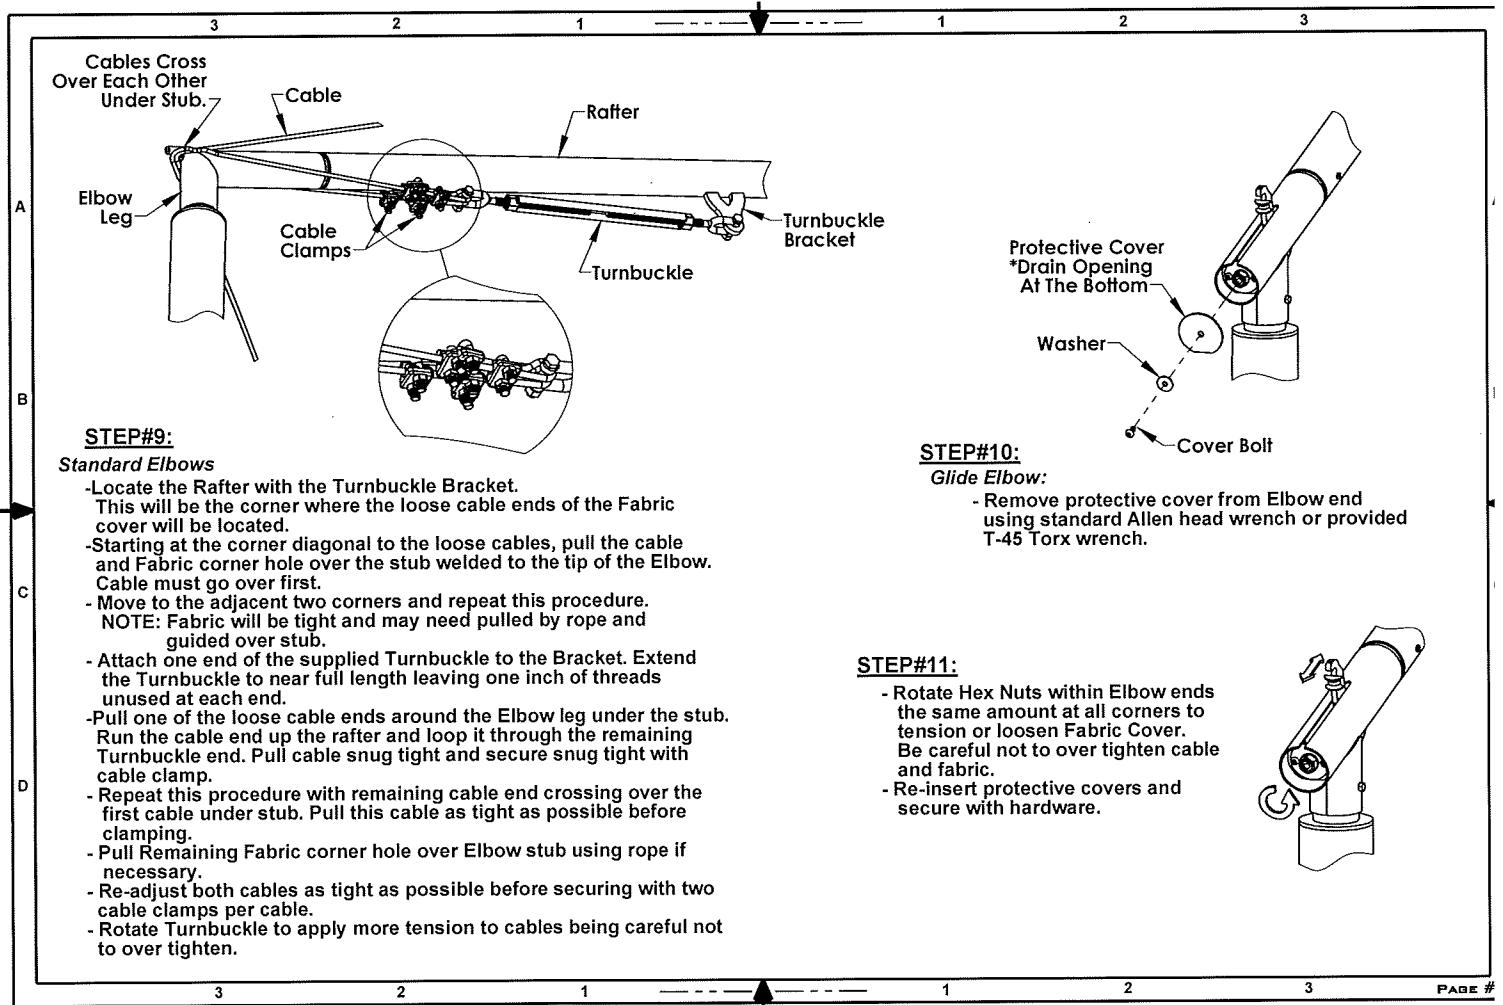 3 2 1 1 2 3
Cables Cross
Over Each Other
Under Stub.
Cable
Rafter
Elbow
Leg
Cable
Clamps
Turnbuckle
Turnbuckle
Bracket
A
B
C
D
STEP#9:
Standard Elbows
-Locate the Rafter with the Turnbuckle Bracket.
This will be the corner where the loose cable ends of the Fabric
cover will be located.
-Starting at the corner diagonal to the loose cables, pull the cable
and Fabric corner hole over the stub welded to the tip of the Elbow.
Cable must go over first.
- Move to the adjacent two corners and repeat this procedure.
NOTE: Fabric will be tight and may need pulled by rope and
guided over stub.
- Attach one end of the supplied Turnbuckle to the Bracket. Extend
the Turnbuckle to near full length leaving one inch of threads
unused at each end.
-Pull one of the loose cable ends around the Elbow leg under the stub.
Run the cable end up the rafter and loop it through the remaining
Turnbuckle end. Pull cable snug tight and secure snug tight with
cable clamp.
- Repeat this procedure with remaining cable end crossing over the
first cable under stub. Pull this cable as tight as possible before
clamping.
- Pull Remaining Fabric corner hole over Elbow stub using rope if
necessary.
- Re-adjust both cables as tight as possible before securing with two
cable clamps per cable.
- Rotate Turnbuckle to apply more tension to cables being careful not
to over tighten.
Protective Cover
*Drain Opening
At The Bottom
Washer
Cover Bolt
STEP#10:
Glide Elbow:
- Remove protective cover from Elbow end
using standard Allen head wrench or provided
T-45 Torx wrench.
STEP#11:
- Rotate Hex Nuts within Elbow ends
the same amount at all corners to
tension or loosen Fabric Cover.
Be careful not to over tighten cable
and fabric.
- Re-insert protective covers and
secure with hardware.
3 2 1 1 2 3
PAGE #